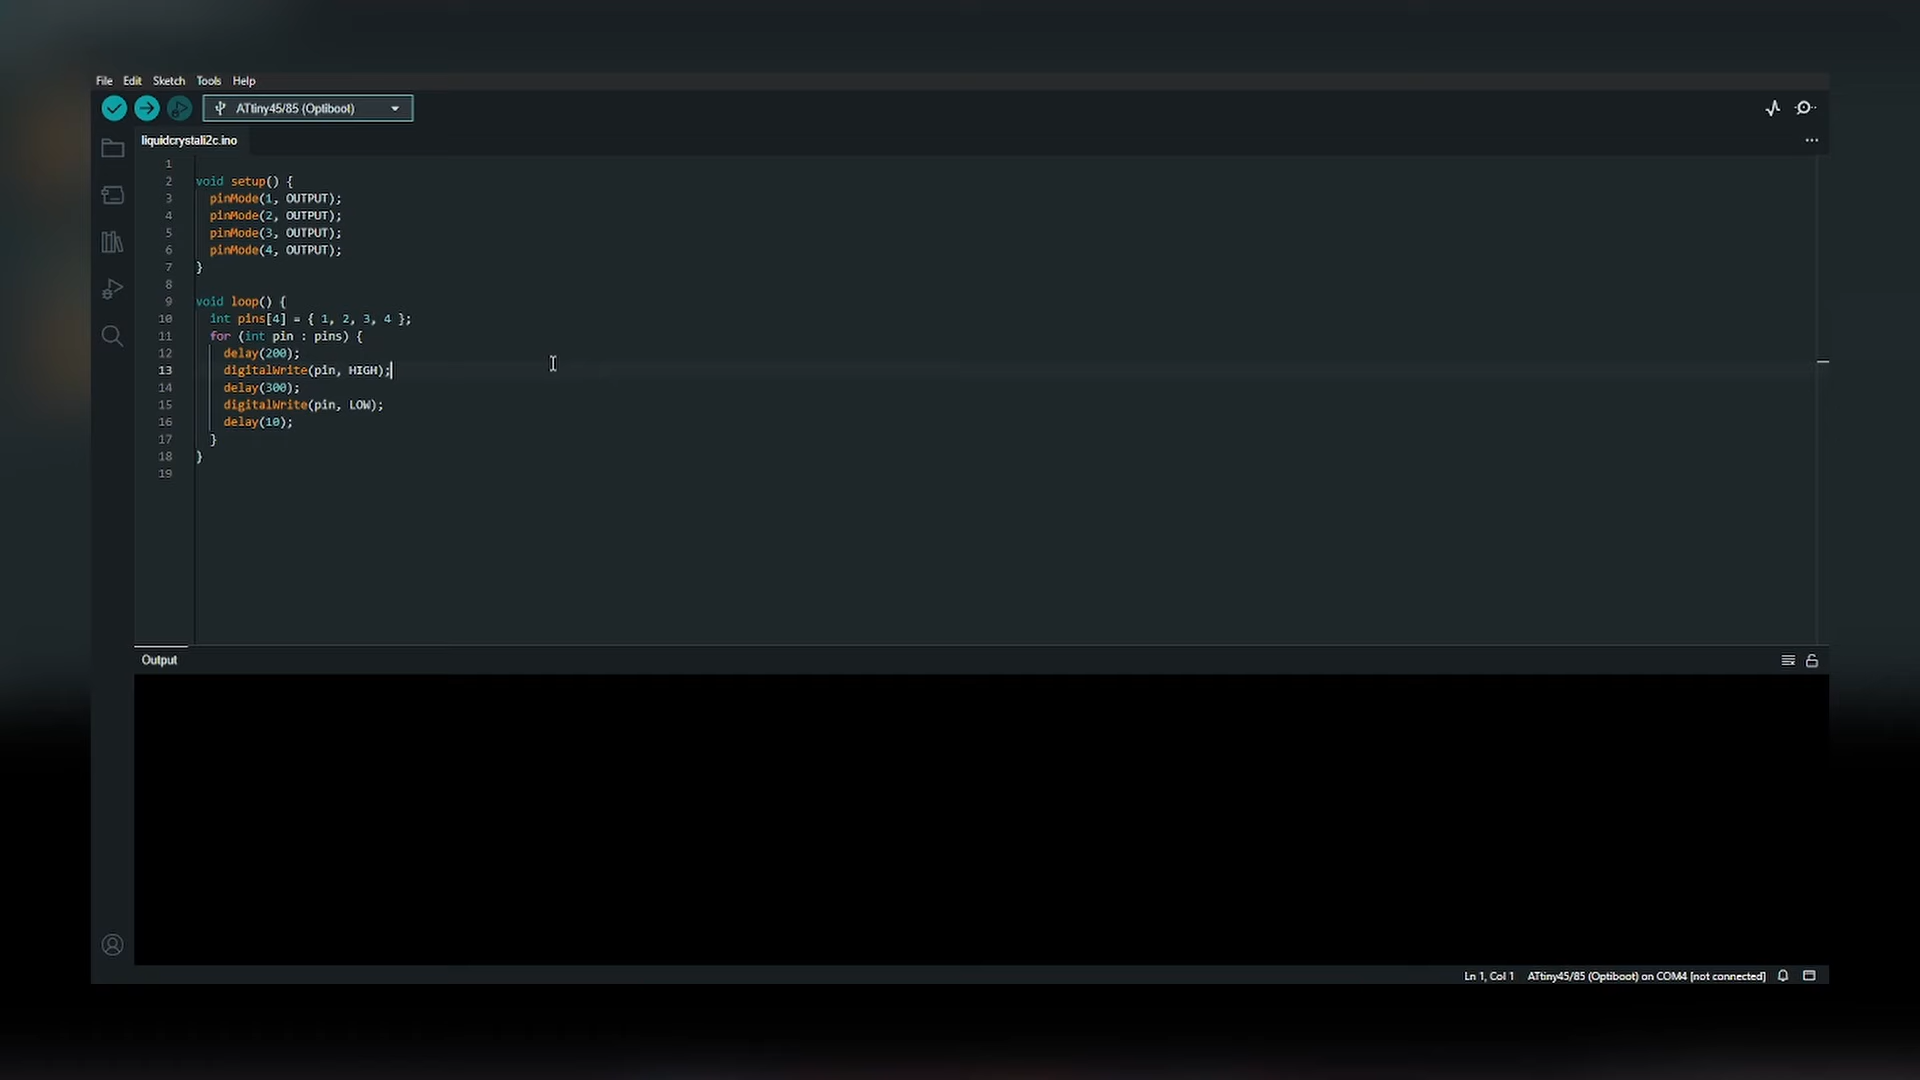 File Edit Sketch Tools Help
ATtiny45/85 (Optiboot)
liquidcrystali2c.ino
1
2 void setup() {
3 pinMode(1, OUTPUT);
4 pinMode(2, OUTPUT);
5 pinMode(3, OUTPUT);
6 pinMode(4, OUTPUT);
7 }
8
9 void loop() {
10 int pins[4] = { 1, 2, 3, 4 };
11 for (int pin : pins) {
12 delay(200);
13 digitalWrite(pin, HIGH);
14 delay(300);
15 digitalWrite(pin, LOW);
16 delay(10);
17 }
18 }
19
Output
Ln 1, Col 1 ATtiny45/85 (Optiboot) on COM4 [not connected]